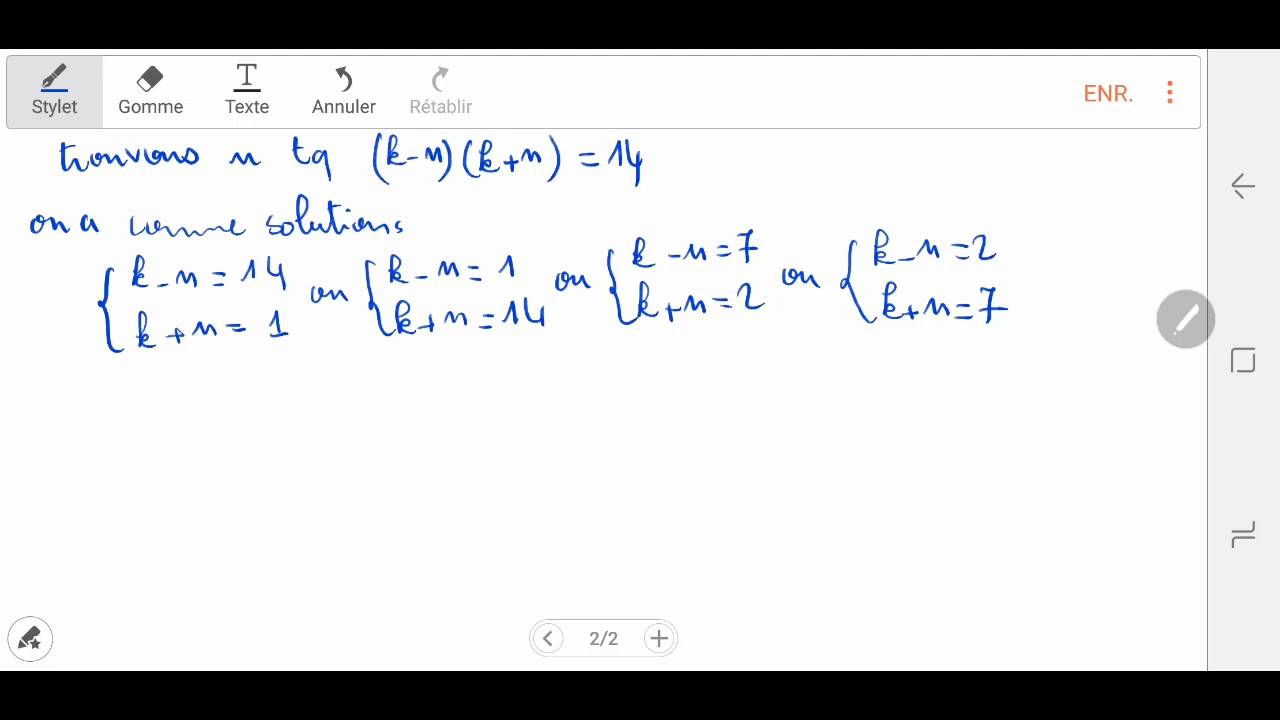 Stylet Gomme Texte Annuler Rétablir ENR.
trouvons n tq (k-n)(k+n) = 14
on a comme solutions
{k-n = 14 ou {k-n = 1 ou {k-n = 7 ou {k-n = 2
{k+n = 1 {k+n = 14 {k+n = 2 {k+n = 7
2/2